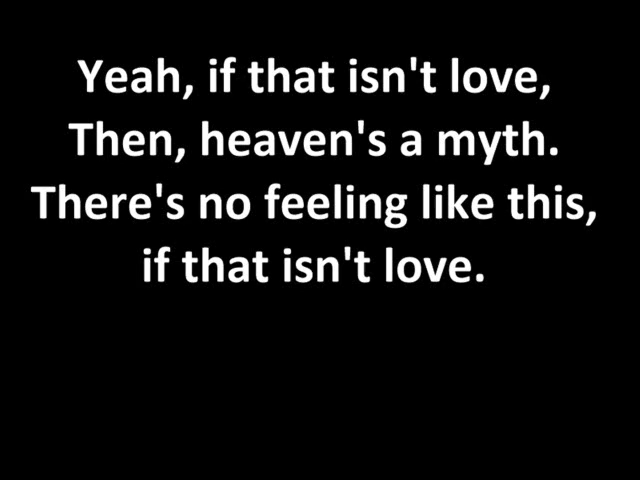 Yeah, if that isn't love,
Then, heaven's a myth.
There's no feeling like this,
if that isn't love.